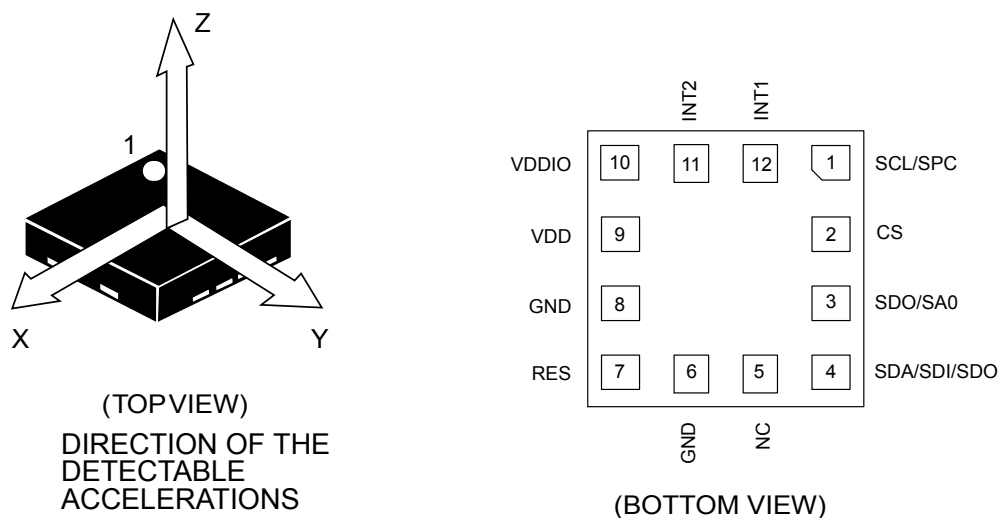 Z
1
X
Y
(TOPVIEW)
DIRECTION OF THE
DETECTABLE
ACCELERATIONS
INT2 INT1
VDDIO 10 11 12 1 SCL/SPC
VDD 9 2 CS
GND 8 3 SDO/SA0
RES 7 6 5 4 SDA/SDI/SDO
GND NC
(BOTTOM VIEW)